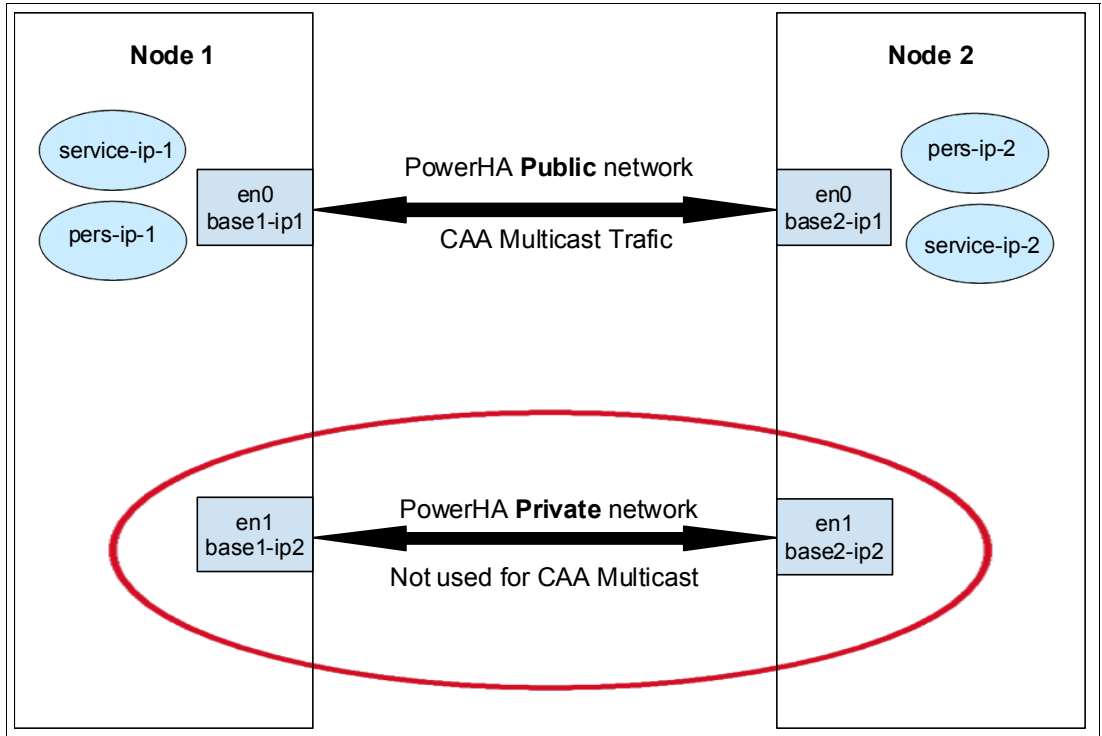 Node 1
Node 2
service-ip-1
pers-ip-1
en0
base1-ip1
PowerHA Public network
CAA Multicast Trafic
en0
base2-ip1
pers-ip-2
service-ip-2
en1
base1-ip2
PowerHA Private network
Not used for CAA Multicast
en1
base2-ip2